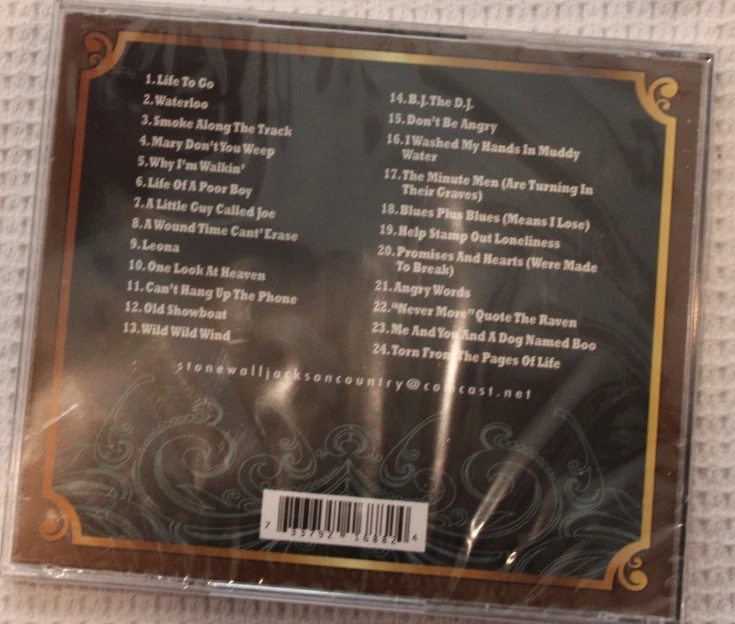 1. Life To Go
2. Waterloo
3. Smoke Along The Track
4. Mary Don't You Weep
5. Why I'm Walkin'
6. Life Of A Poor Boy
7. A Little Guy Called Joe
8. A Wound Time Cant' Erase
9. Leona
10. One Look At Heaven
11. Can't Hang Up The Phone
12. Old Showboat
13. Wild Wild Wind
14. B.J. The D.J.
15. Don't Be Angry
16. I Washed My Hands In Muddy
Water
17. The Minute Men (Are Turning In
Their Graves)
18. Blues Plus Blues (Means I Lose)
19. Help Stamp Out Loneliness
20. Promises And Hearts (Were Made
To Break)
21. Angry Words
22. "Never More" Quote The Raven
23. Me And You And A Dog Named Boo
24. Torn From The Pages Of Life
stonewalljacksoncountry@comcast.net
7 33792 16882 4